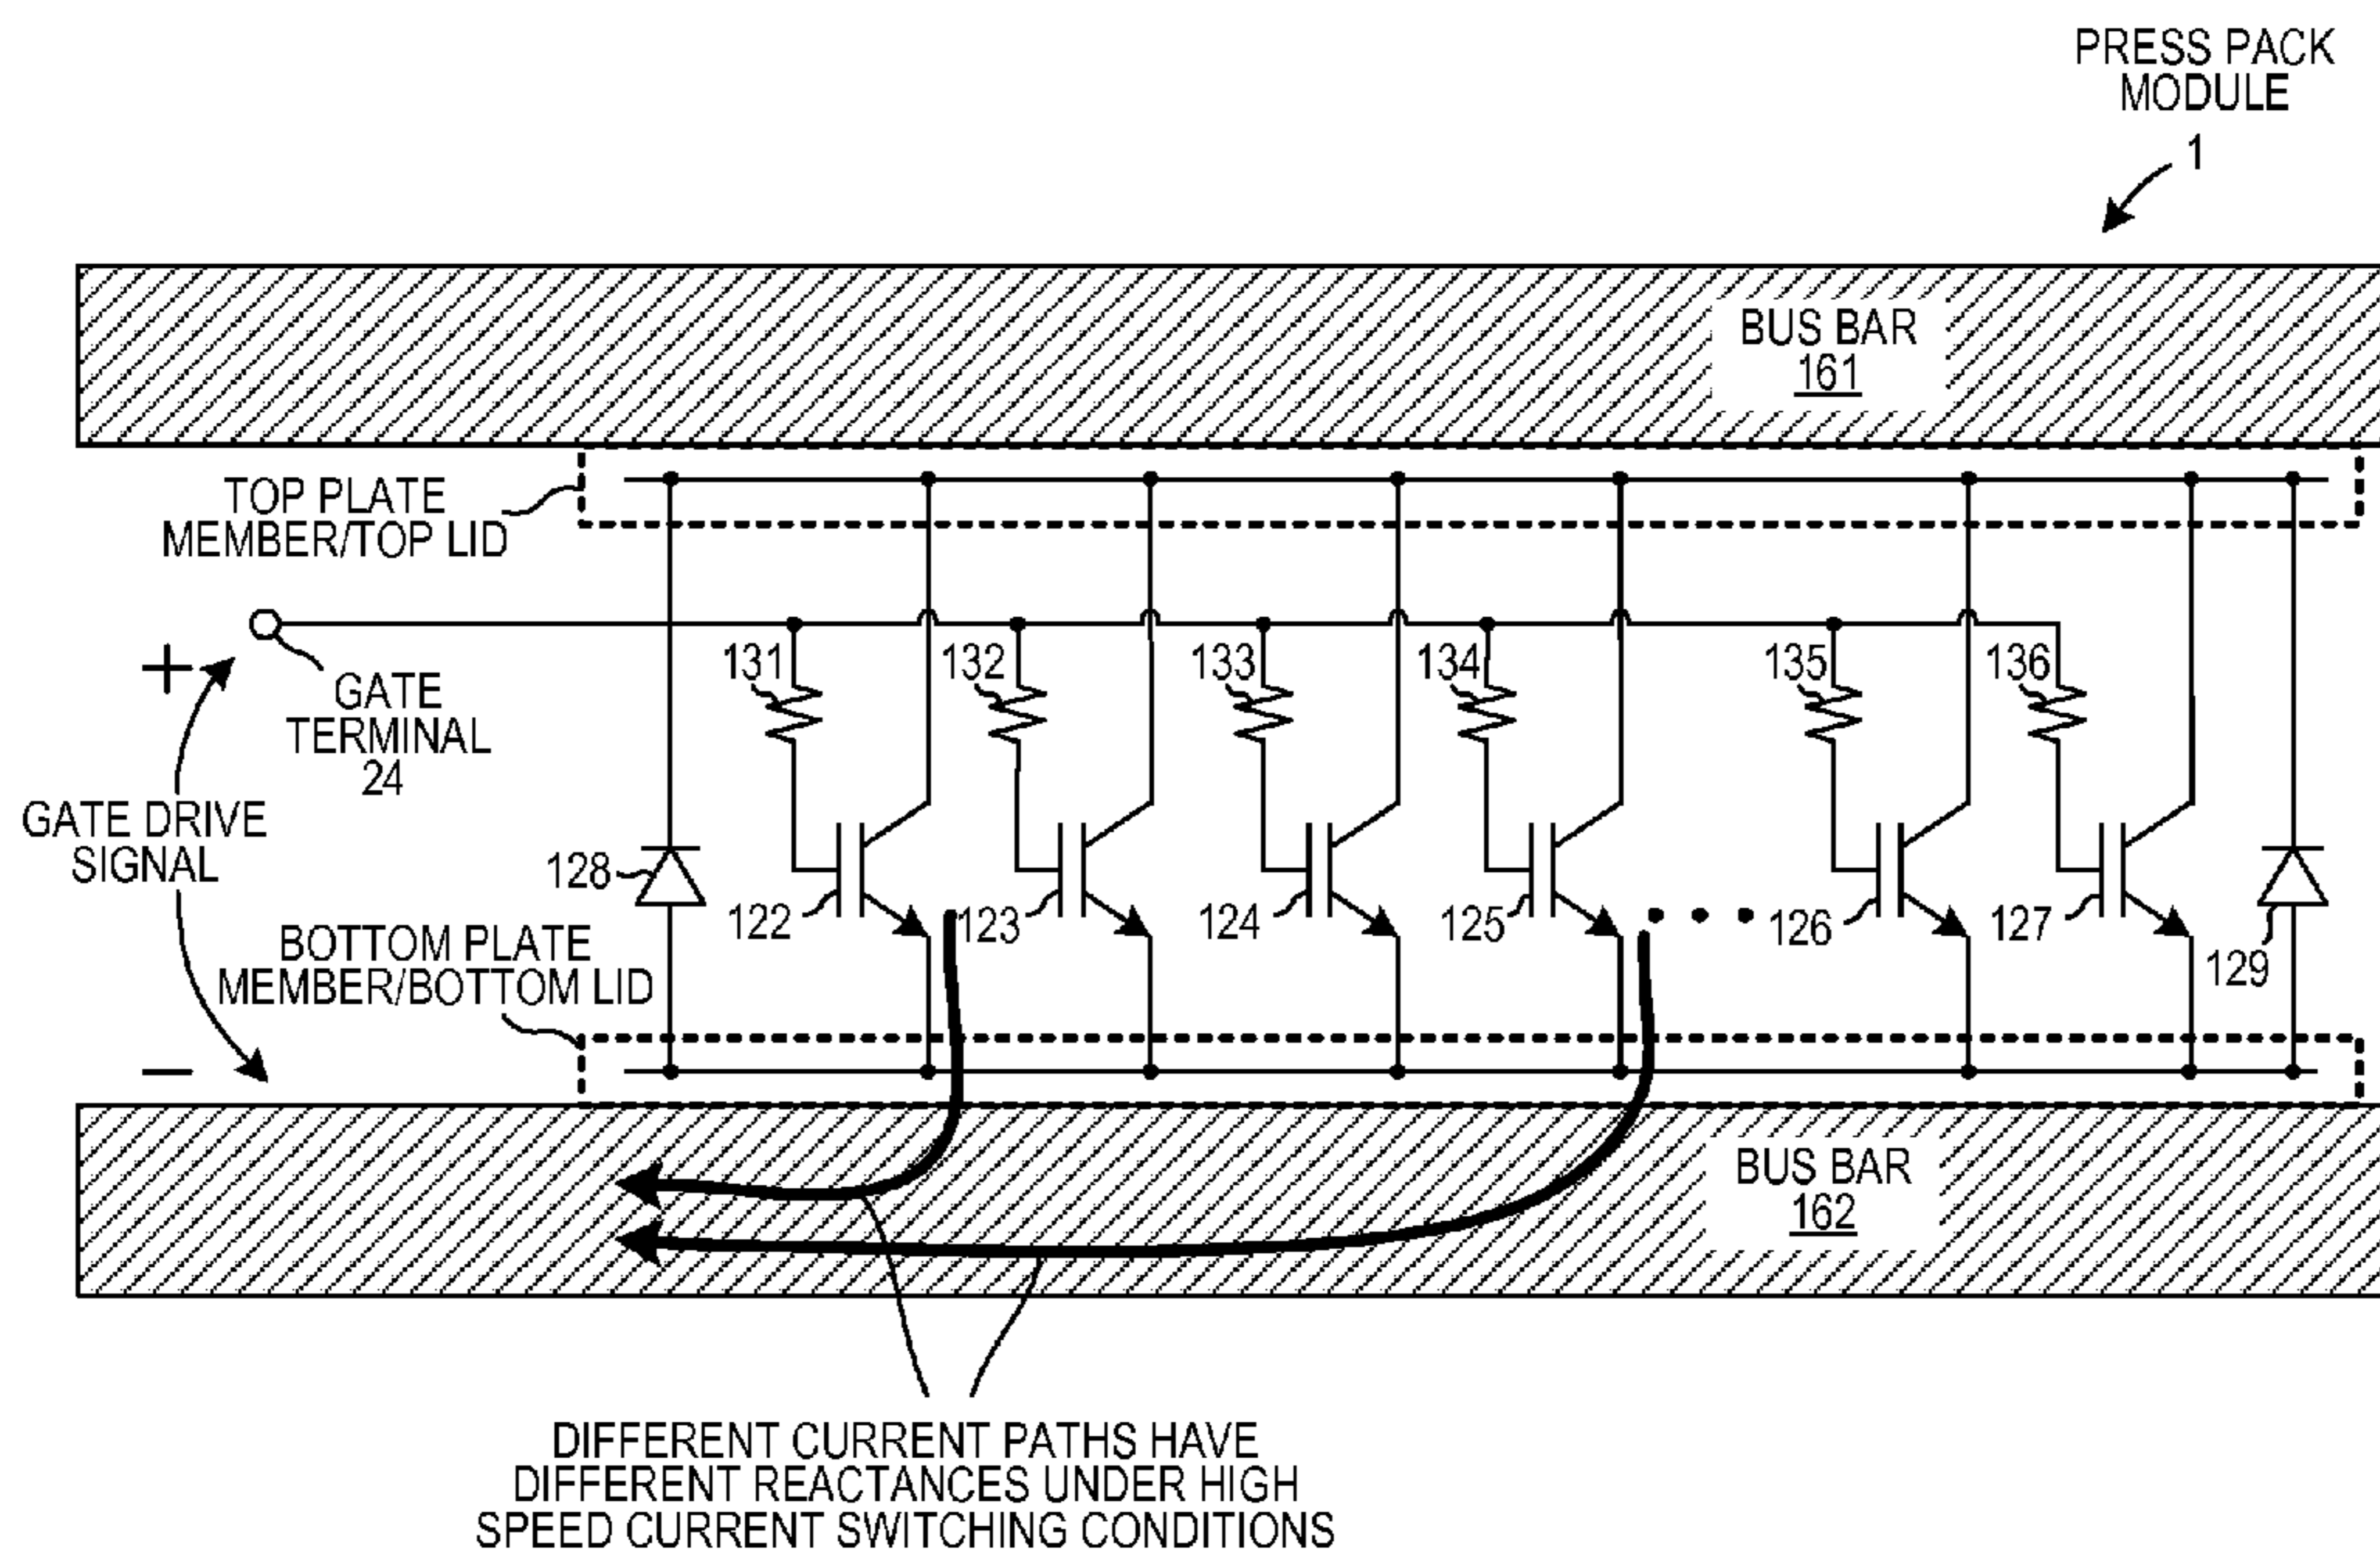 PRESS PACK
MODULE
1
BUS BAR
161
TOP PLATE
MEMBER/TOP LID
+
GATE
TERMINAL
24
GATE DRIVE
SIGNAL
131
132
133
134
135
136
128
122
123
124
125
126
127
129
BOTTOM PLATE
MEMBER/BOTTOM LID
–
BUS BAR
162
DIFFERENT CURRENT PATHS HAVE
DIFFERENT REACTANCES UNDER HIGH
SPEED CURRENT SWITCHING CONDITIONS